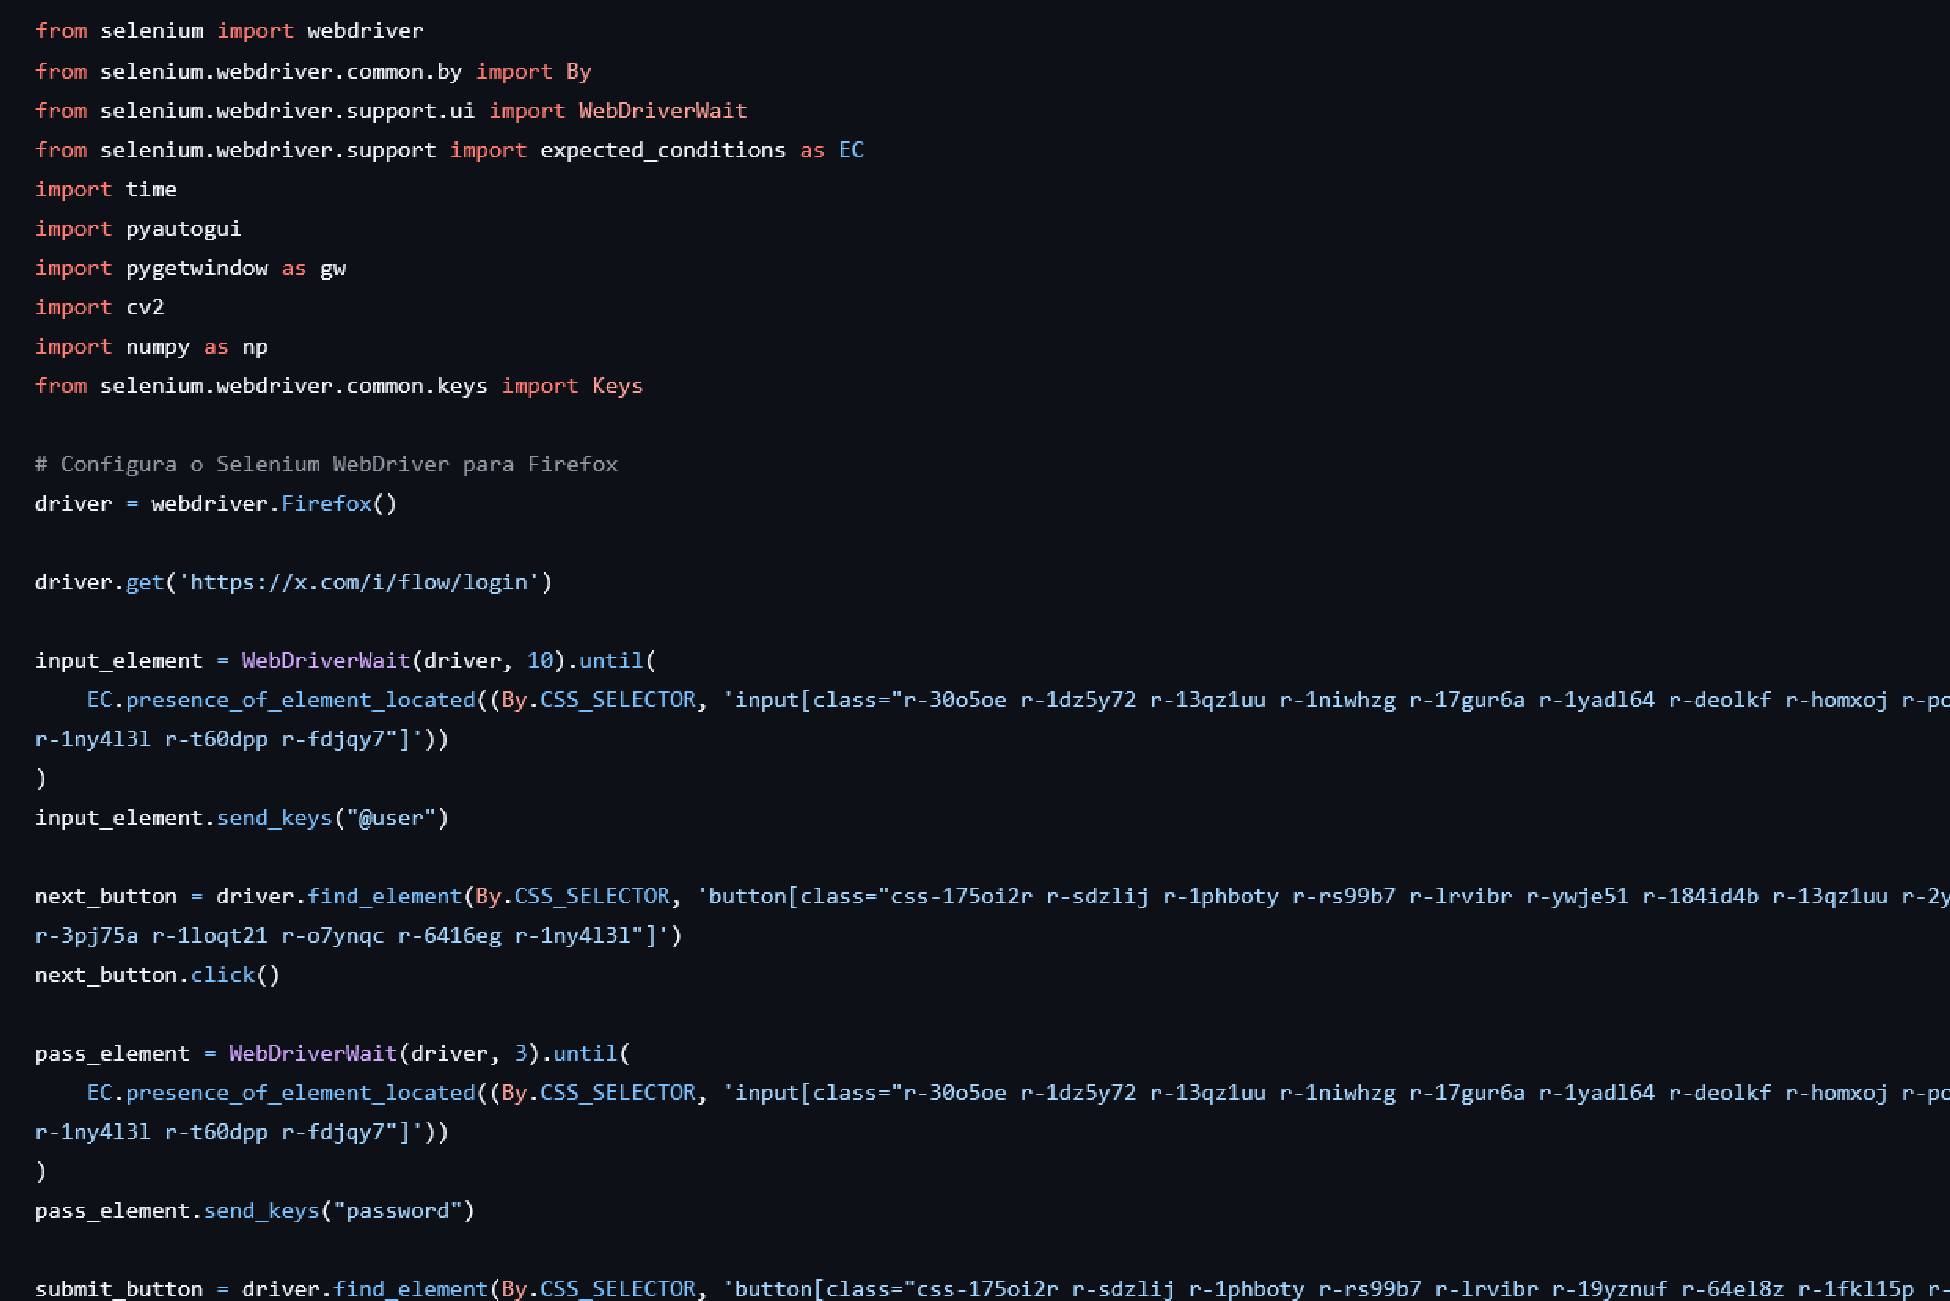 from selenium import webdriver
from selenium.webdriver.common.by import By
from selenium.webdriver.support.ui import WebDriverWait
from selenium.webdriver.support import expected_conditions as EC
import time
import pyautogui
import pygetwindow as gw
import cv2
import numpy as np
from selenium.webdriver.common.keys import Keys
# Configura o Selenium WebDriver para Firefox
driver = webdriver.Firefox()
driver.get('https://x.com/i/flow/login')
input_element = WebDriverWait(driver, 10).until(
    EC.presence_of_element_located((By.CSS_SELECTOR, 'input[class="r-30o5oe r-1dz5y72 r-13qz1uu r-1niwhzg r-17gur6a r-1yadl64 r-deolkf r-homxoj r-po
r-1ny4l3l r-t60dpp r-fdjqy7"]'))
)
input_element.send_keys("@user")
next_button = driver.find_element(By.CSS_SELECTOR, 'button[class="css-175oi2r r-sdzlij r-1phboty r-rs99b7 r-lrvibr r-ywje51 r-184id4b r-13qz1uu r-2y
r-3pj75a r-1loqt21 r-o7ynqc r-6416eg r-1ny4l3l"]')
next_button.click()
pass_element = WebDriverWait(driver, 3).until(
    EC.presence_of_element_located((By.CSS_SELECTOR, 'input[class="r-30o5oe r-1dz5y72 r-13qz1uu r-1niwhzg r-17gur6a r-1yadl64 r-deolkf r-homxoj r-po
r-1ny4l3l r-t60dpp r-fdjqy7"]'))
)
pass_element.send_keys("password")
submit_button = driver.find_element(By.CSS_SELECTOR, 'button[class="css-175oi2r r-sdzlij r-1phboty r-rs99b7 r-lrvibr r-19yznuf r-64el8z r-1fkl15p r-